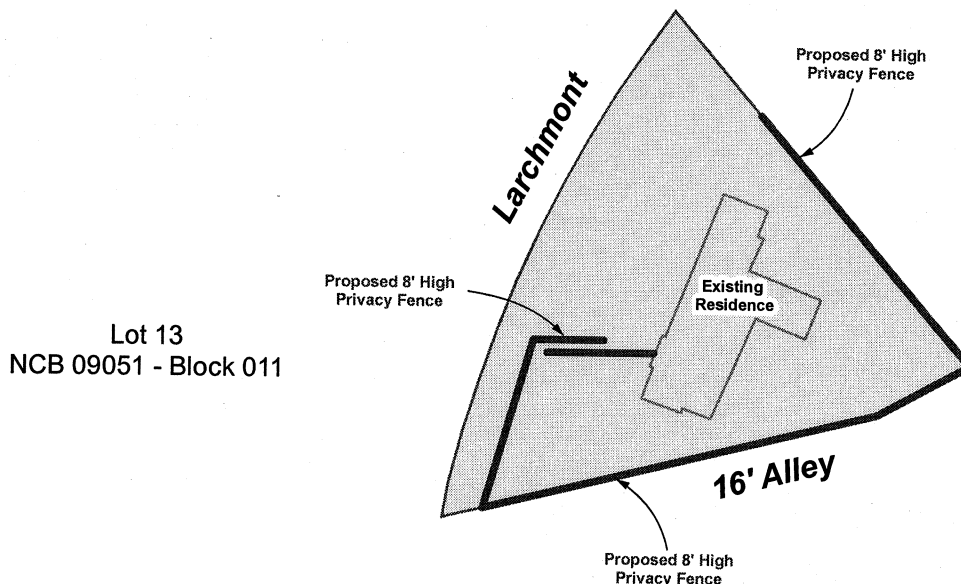 Proposed 8' High
Privacy Fence
Larchmont
Proposed 8' High
Privacy Fence
Existing
Residence
Lot 13
NCB 09051 - Block 011
16' Alley
Proposed 8' High
Privacy Fence